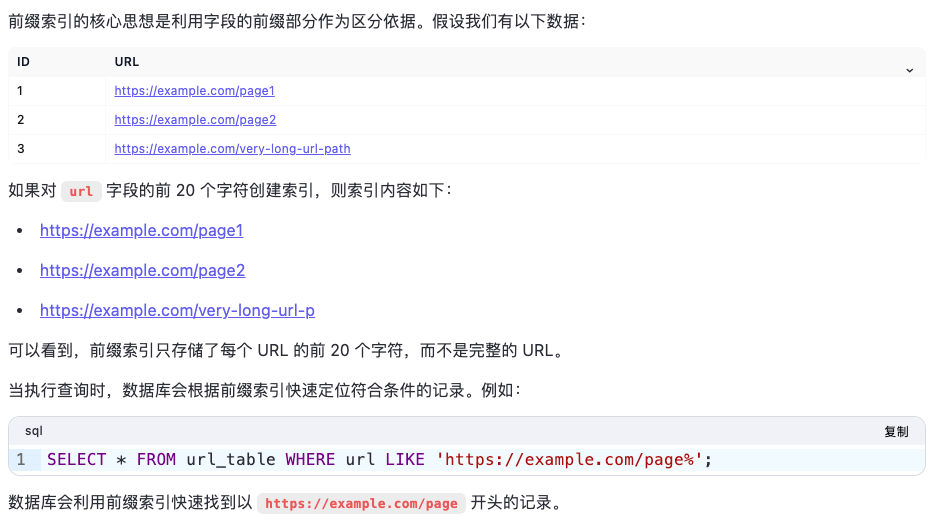 前缀索引的核心思想是利用字段的前缀部分作为区分依据。假设我们有以下数据：
ID URL
1 https://example.com/page1
2 https://example.com/page2
3 https://example.com/very-long-url-path
如果对 url 字段的前 20 个字符创建索引，则索引内容如下：
• https://example.com/page1
• https://example.com/page2
• https://example.com/very-long-url-p
可以看到，前缀索引只存储了每个 URL 的前 20 个字符，而不是完整的 URL。
当执行查询时，数据库会根据前缀索引快速定位符合条件的记录。例如：
sql 复制
1 SELECT * FROM url_table WHERE url LIKE 'https://example.com/page%';
数据库会利用前缀索引快速找到以 https://example.com/page 开头的记录。